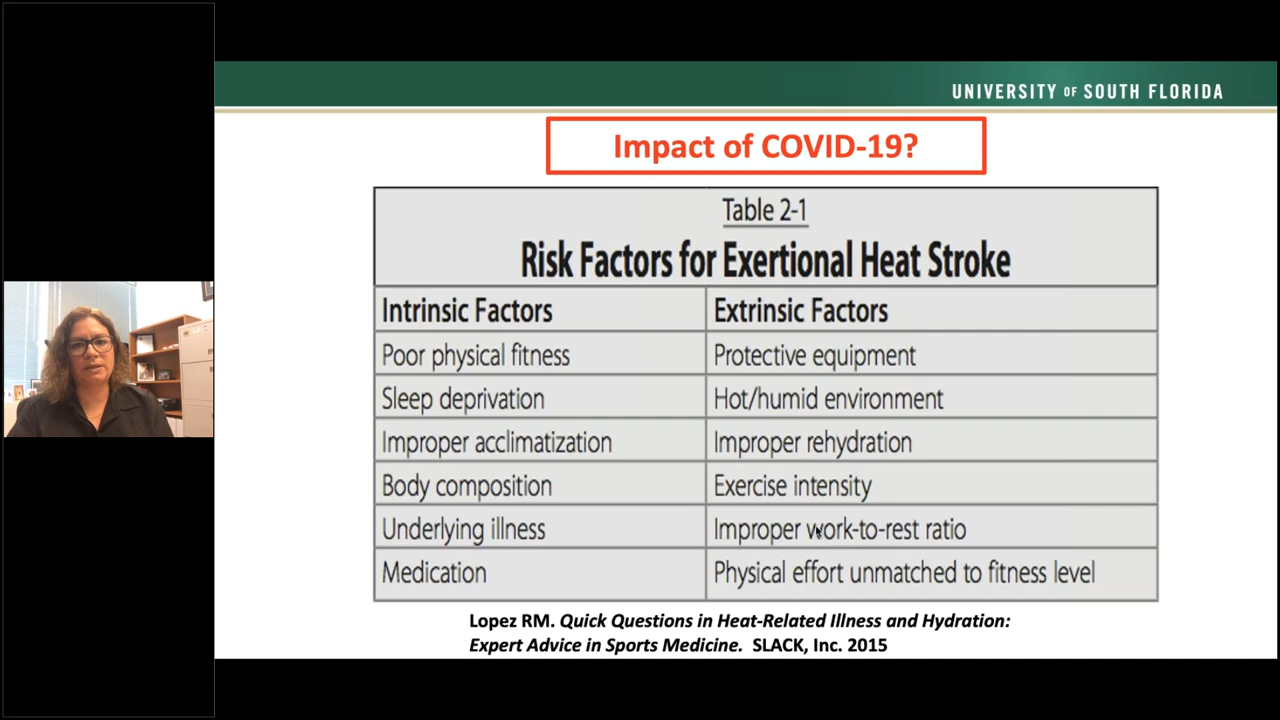 UNIVERSITY OF SOUTH FLORIDA
Impact of COVID-19?
Table 2-1
Risk Factors for Exertional Heat Stroke
Intrinsic Factors Extrinsic Factors
Poor physical fitness Protective equipment
Sleep deprivation Hot/humid environment
Improper acclimatization Improper rehydration
Body composition Exercise intensity
Underlying illness Improper work-to-rest ratio
Medication Physical effort unmatched to fitness level
Lopez RM. Quick Questions in Heat-Related Illness and Hydration:
Expert Advice in Sports Medicine. SLACK, Inc. 2015